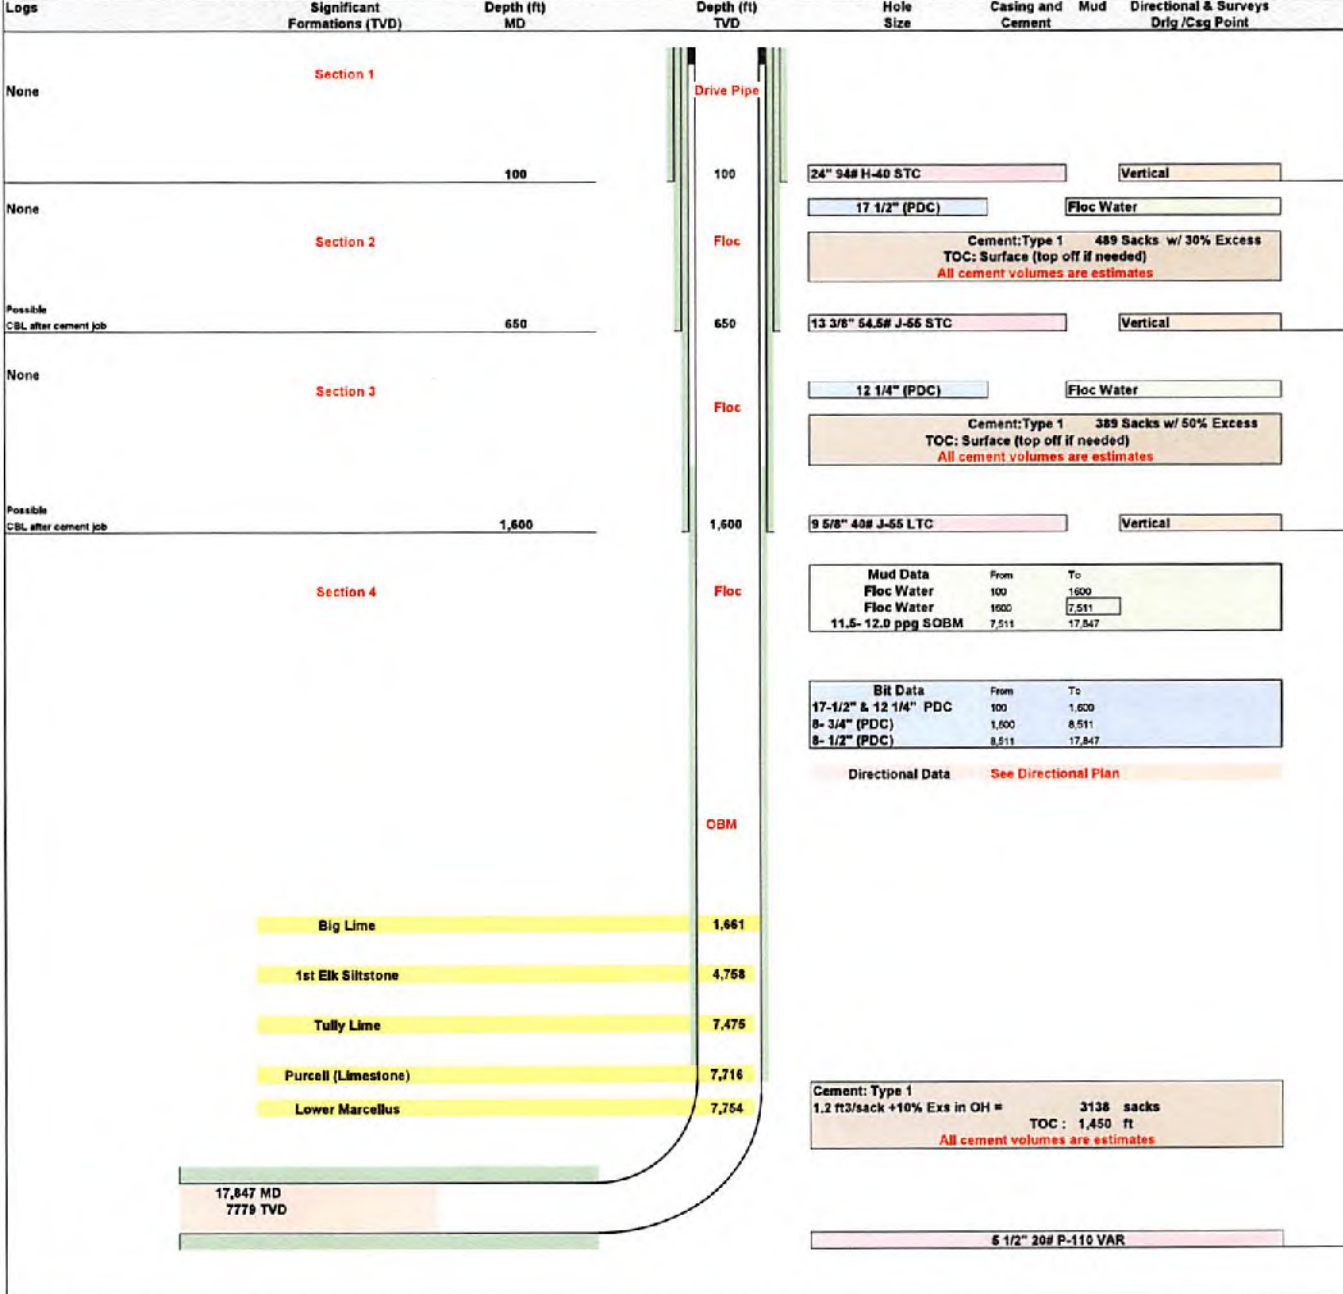 Logs Significant Depth (ft) Depth (ft) Hole Casing and Mud Directional & Surveys
Formations (TVD) MD TVD Size Cement Drlg /Csg Point
Section 1
None Drive Pipe
100 100 24" 94# H-40 STC Vertical
None 17 1/2" (PDC) Floc Water
Section 2 Floc Cement:Type 1 489 Sacks w/ 30% Excess
TOC: Surface (top off if needed)
All cement volumes are estimates
Possible
CBL after cement job 650 650 13 3/8" 54.5# J-55 STC Vertical
None
Section 3 12 1/4" (PDC) Floc Water
Floc
Cement:Type 1 389 Sacks w/ 50% Excess
TOC: Surface (top off if needed)
All cement volumes are estimates
Possible
CBL after cement job 1,600 1,600 9 5/8" 40# J-55 LTC Vertical
Mud Data From To
Section 4 Floc Floc Water 100 1600
Floc Water 1600 7,511
11.5- 12.0 ppg SOBM 7,511 17,847
Bit Data From To
17-1/2" & 12 1/4" PDC 100 1,600
8- 3/4" (PDC) 1,600 8,511
8- 1/2" (PDC) 8,511 17,847
Directional Data See Directional Plan
OBM
Big Lime 1,661
1st Elk Siltstone 4,758
Tully Lime 7,475
Purcell (Limestone) 7,716
Cement: Type 1
Lower Marcellus 7,754 1.2 ft3/sack +10% Exs in OH = 3138 sacks
TOC : 1,450 ft
All cement volumes are estimates
17,847 MD
7779 TVD
5 1/2" 20# P-110 VAR